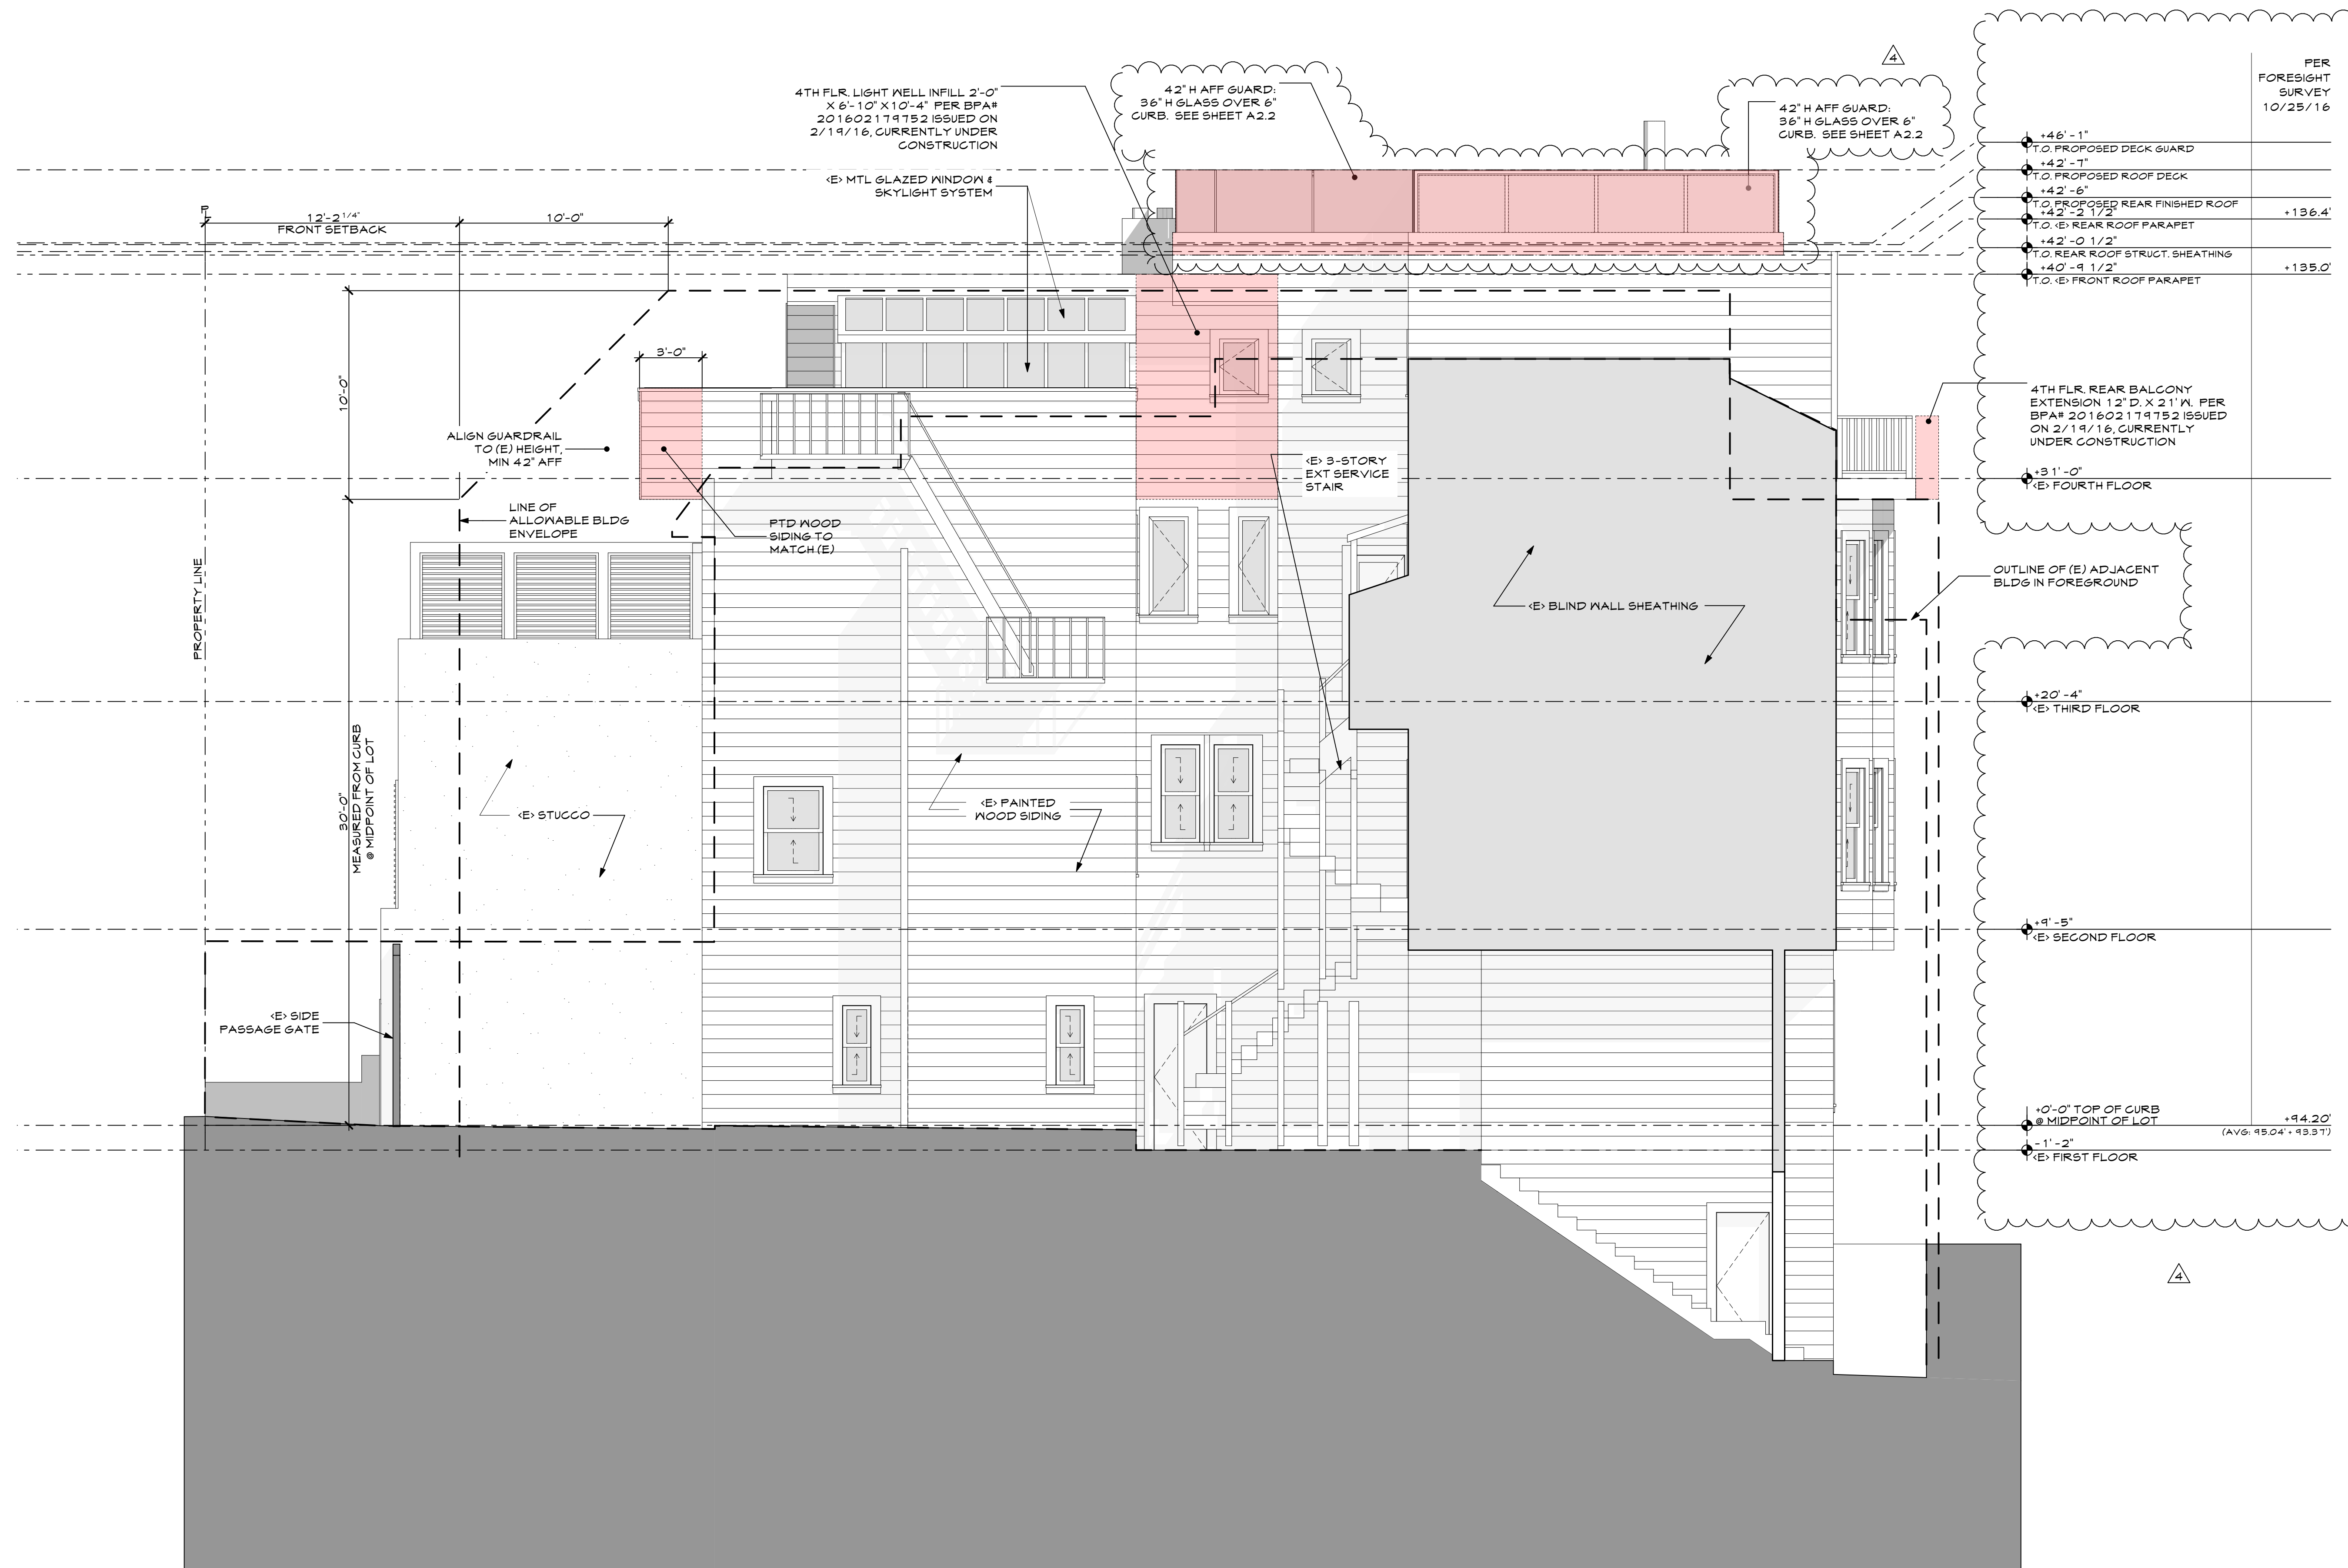 4
PER
FORESIGHT
SURVEY
10/25/16
4TH FLR. LIGHT WELL INFILL 2'-0"
X 6'-10" X 10'-4" PER BPA#
201602179752 ISSUED ON
2/19/16, CURRENTLY UNDER
CONSTRUCTION
42" H AFF GUARD:
36" H GLASS OVER 6"
CURB. SEE SHEET A2.2
42" H AFF GUARD:
36" H GLASS OVER 6"
CURB. SEE SHEET A2.2
<E> MTL GLAZED WINDOW &
SKYLIGHT SYSTEM
+46'-1"
T.O. PROPOSED DECK GUARD
+42'-7"
T.O. PROPOSED ROOF DECK
+42'-6"
T.O. PROPOSED REAR FINISHED ROOF
+42'-2 1/2" +136.4'
T.O. <E> REAR ROOF PARAPET
+42'-0 1/2"
T.O. REAR ROOF STRUCT. SHEATHING
+40'-9 1/2" +135.0'
T.O. <E> FRONT ROOF PARAPET
PL
12'-2 1/4"
FRONT SETBACK
10'-0"
3'-0"
10'-0"
ALIGN GUARDRAIL
TO (E) HEIGHT,
MIN 42" AFF
LINE OF
ALLOWABLE BLDG
ENVELOPE
PTD WOOD
SIDING TO
MATCH (E)
<E> 3-STORY
EXT SERVICE
STAIR
4TH FLR. REAR BALCONY
EXTENSION 12" D. X 21' W. PER
BPA# 201602179752 ISSUED
ON 2/19/16, CURRENTLY
UNDER CONSTRUCTION
+31'-0"
<E> FOURTH FLOOR
OUTLINE OF (E) ADJACENT
BLDG IN FOREGROUND
<E> BLIND WALL SHEATHING
PROPERTY LINE
+20'-4"
<E> THIRD FLOOR
30'-0"
MEASURED FROM CURB
@ MIDPOINT OF LOT
<E> STUCCO
<E> PAINTED
WOOD SIDING
+9'-5"
<E> SECOND FLOOR
<E> SIDE
PASSAGE GATE
+0'-0" TOP OF CURB
@ MIDPOINT OF LOT +94.20'
(AVG: 95.04' + 93.37')
-1'-2"
<E> FIRST FLOOR
4